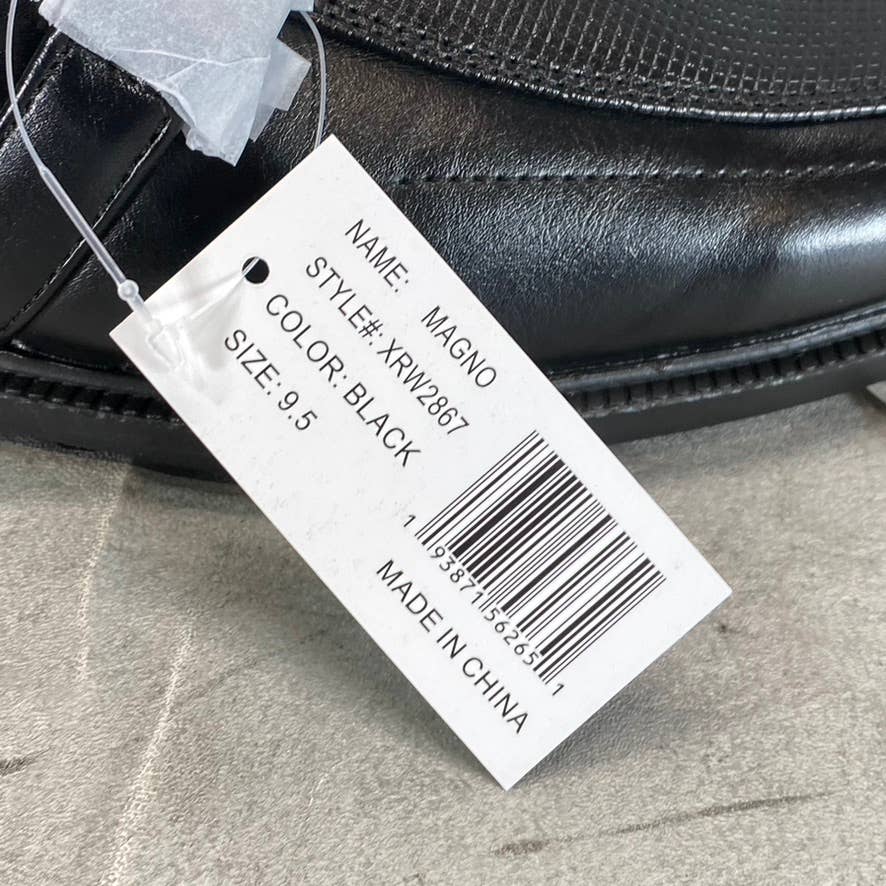 NAME: MAGNO
STYLE#: XRW2867
COLOR: BLACK
SIZE: 9.5
1 93871 56265 1
MADE IN CHINA